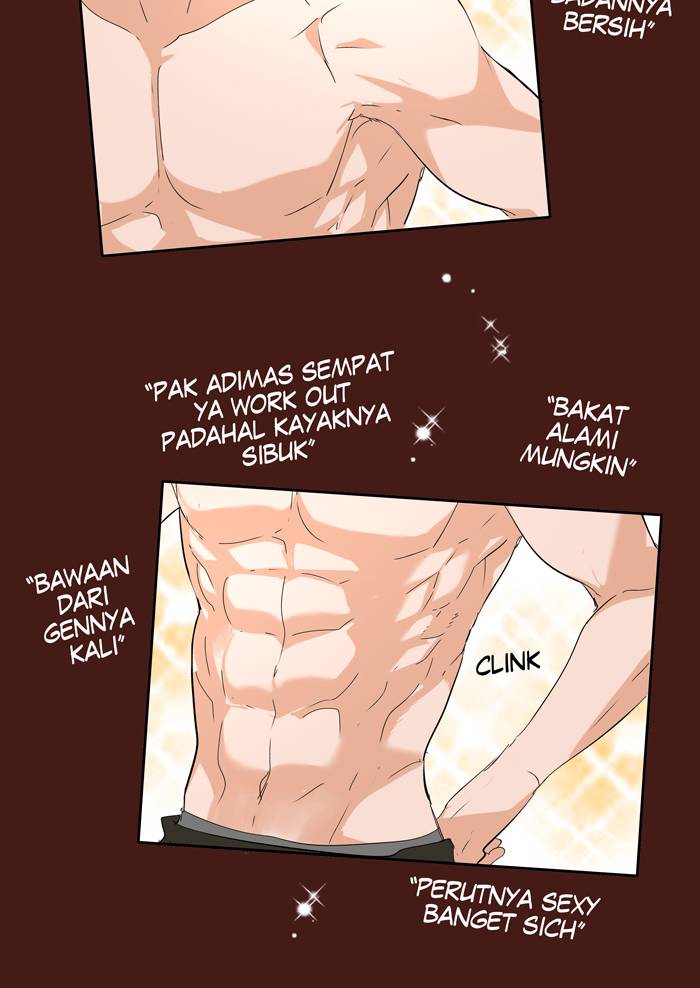 BERSIH"
"PAK ADIMAS SEMPAT
YA WORK OUT
PADAHAL KAYAKNYA
SIBUK"
"BAKAT
ALAMI
MUNGKIN"
"BAWAAN
DARI
GENNYA
KALI"
CLINK
"PERUTNYA SEXY
BANGET SICH"